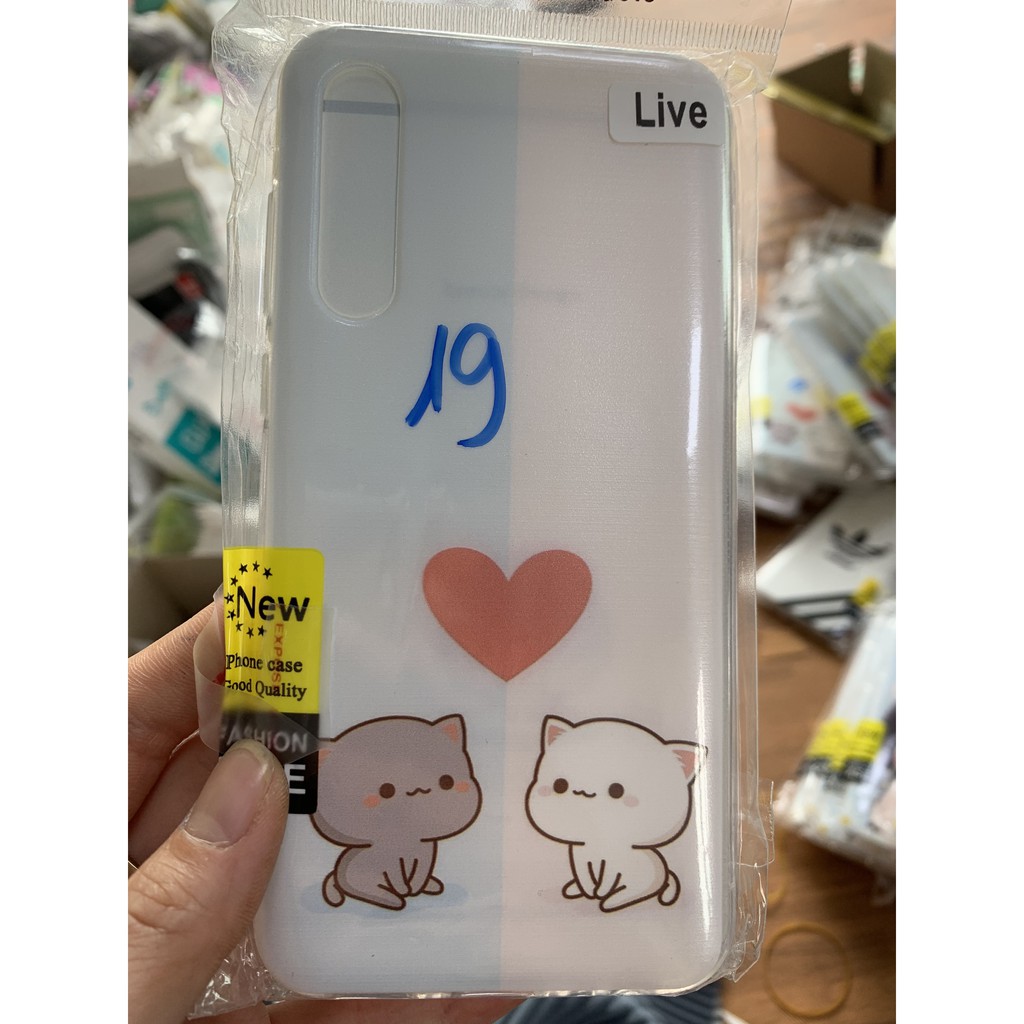 Live
19
New
Phone case
Good Quality
FASHION